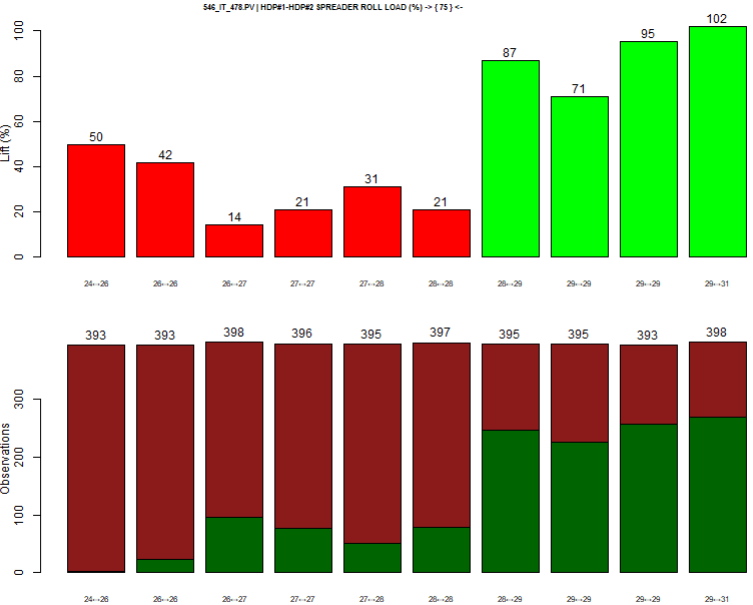 546_IT_478.PV | HDP#1-HDP#2 SPREADER ROLL LOAD (%) -> { 75 } <-
Lift (%)
0 20 40 60 80 100
50 42 14 21 31 21 87 71 95 102
24<->26 26<->26 26<->27 27<->27 27<->28 28<->28 28<->29 29<->29 29<->29 29<->31
Observations
0 100 200 300
393 393 398 396 395 397 395 395 393 398
24<->26 26<->26 26<->27 27<->27 27<->28 28<->28 28<->29 29<->29 29<->29 29<->31